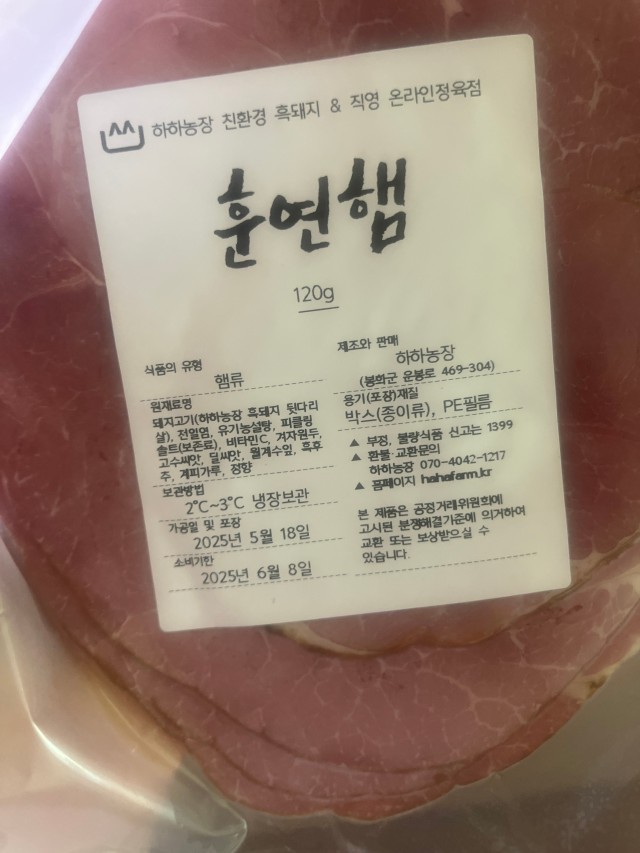 하하농장 친환경 흑돼지 & 직영 온라인정육점
훈연햄
120g
식품의 유형
햄류
원재료명
돼지고기(하하농장 흑돼지 뒷다리
살), 천일염, 유기농설탕, 피클링
솔트(보존료), 비타민C, 겨자원두,
고수씨앗, 딜씨앗, 월계수잎, 흑후
추, 계피가루, 정향
보관방법
2℃~3℃ 냉장보관
가공일 및 포장
2025년 5월 18일
소비기한
2025년 6월 8일
제조와 판매
하하농장
(봉화군 운봉로 469-304)
용기(포장)재질
박스(종이류), PE필름
▲ 부정, 불량식품 신고는 1399
▲ 환불·교환문의
하하농장 070-4042-1217
▲ 홈페이지 hahafarm.kr
본 제품은 공정거래위원회에
고시된 분쟁해결기준에 의거하여
교환 또는 보상받으실 수
있습니다.